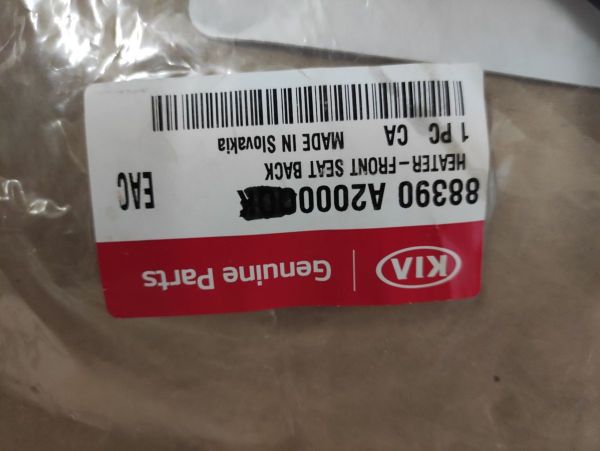 KIA Genuine Parts
88390 A2000
EAC
HEATER-FRONT SEAT BACK
1 PC CA MADE IN Slovakia